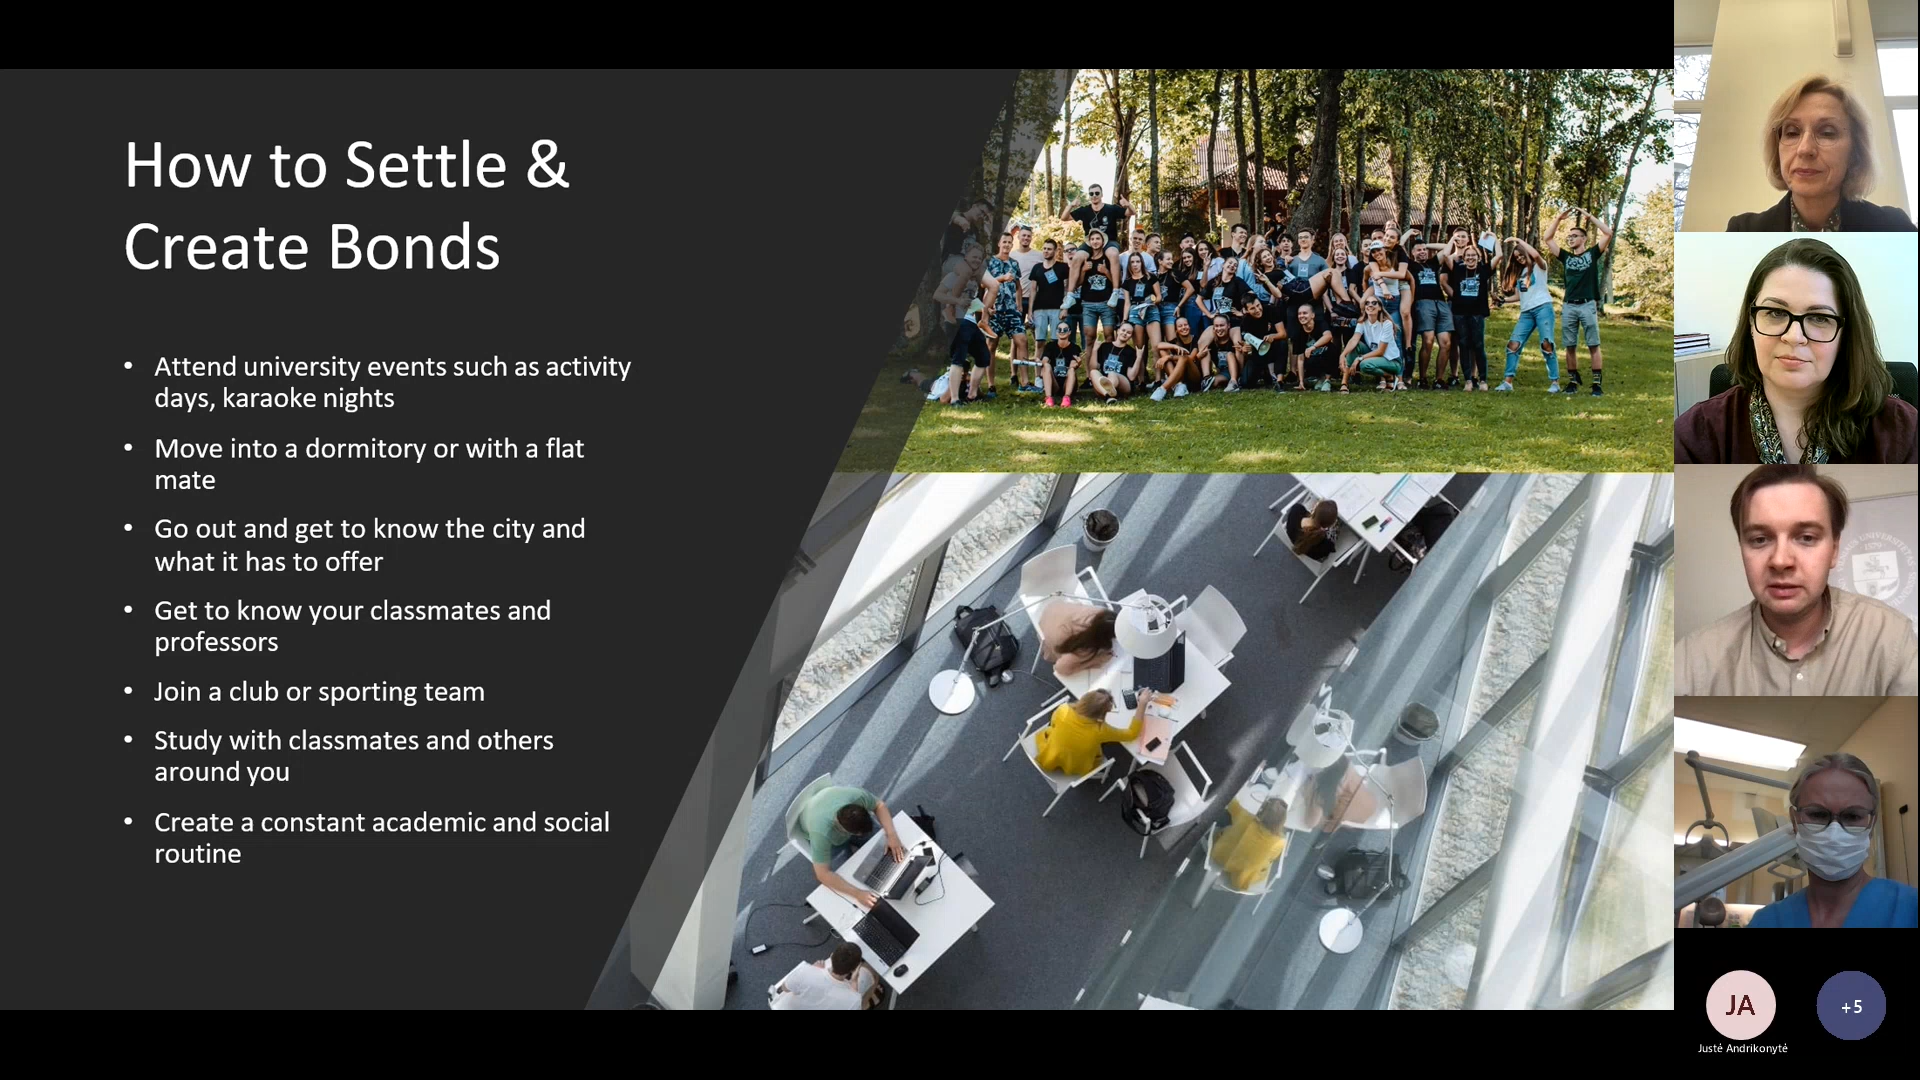 How to Settle &
Create Bonds
• Attend university events such as activity
days, karaoke nights
• Move into a dormitory or with a flat
mate
• Go out and get to know the city and
what it has to offer
• Get to know your classmates and
professors
• Join a club or sporting team
• Study with classmates and others
around you
• Create a constant academic and social
routine
JA
+5
Justė Andrikonytė